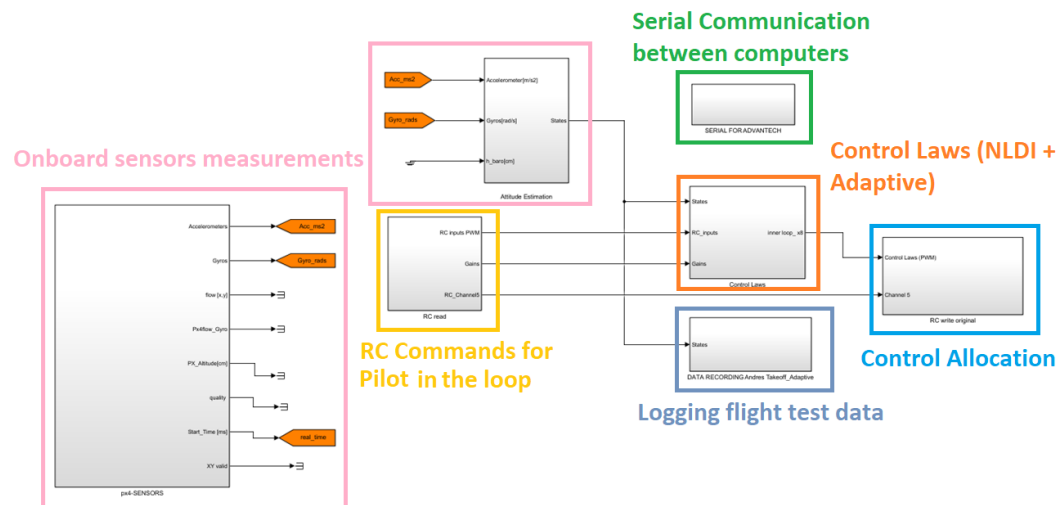 Serial Communication
between computers
SERIAL FOR ADVANTECH
Acc_ms2
Gyro_rads
Accelerometer[m/s2]
Gyros[rad/s]
h_baro[cm]
States
Attitude Estimation
Onboard sensors measurements
Accelerometers
Gyros
flow [x,y]
Px4flow_Gyro
PX_Altitude[cm]
quality
Start_Time [ms]
XY valid
Acc_ms2
Gyro_rads
real_time
px4-SENSORS
RC inputs PWM
Gains
RC_Channel5
RC read
RC Commands for
Pilot in the loop
Control Laws (NLDI +
Adaptive)
States
RC_inputs
Gains
inner loop_ x8
Control Laws
Control Laws (PWM)
Channel 5
RC write original
Control Allocation
States
DATA RECORDING Andres Takeoff_Adaptive
Logging flight test data